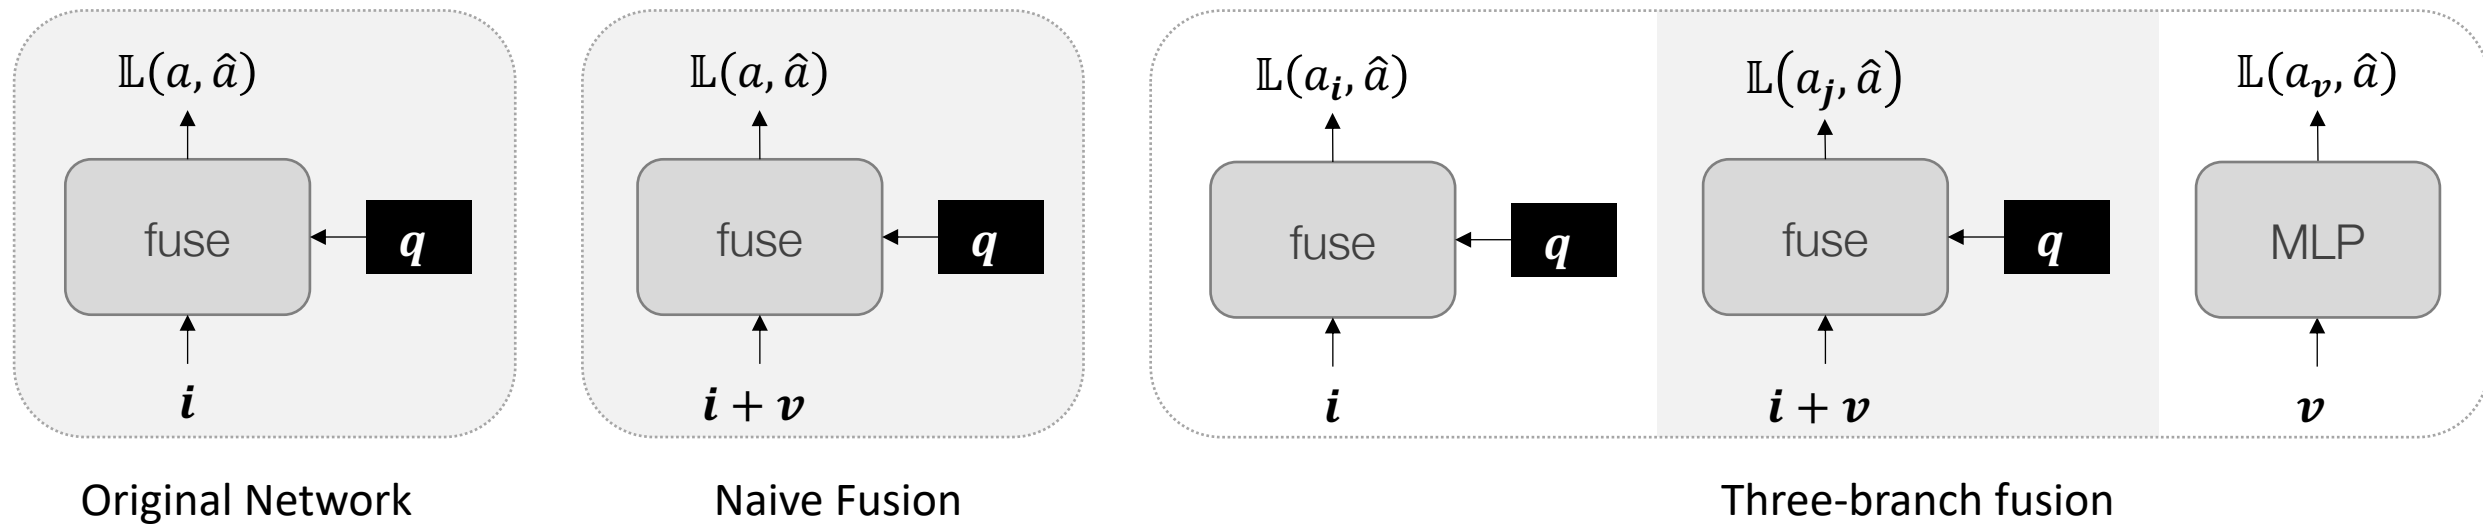 𝕃(a, â)
fuse
q
i
Original Network
𝕃(a, â)
fuse
q
i + v
Naive Fusion
𝕃(a_i, â)
fuse
q
i
𝕃(a_j, â)
fuse
q
i + v
𝕃(a_v, â)
MLP
v
Three-branch fusion